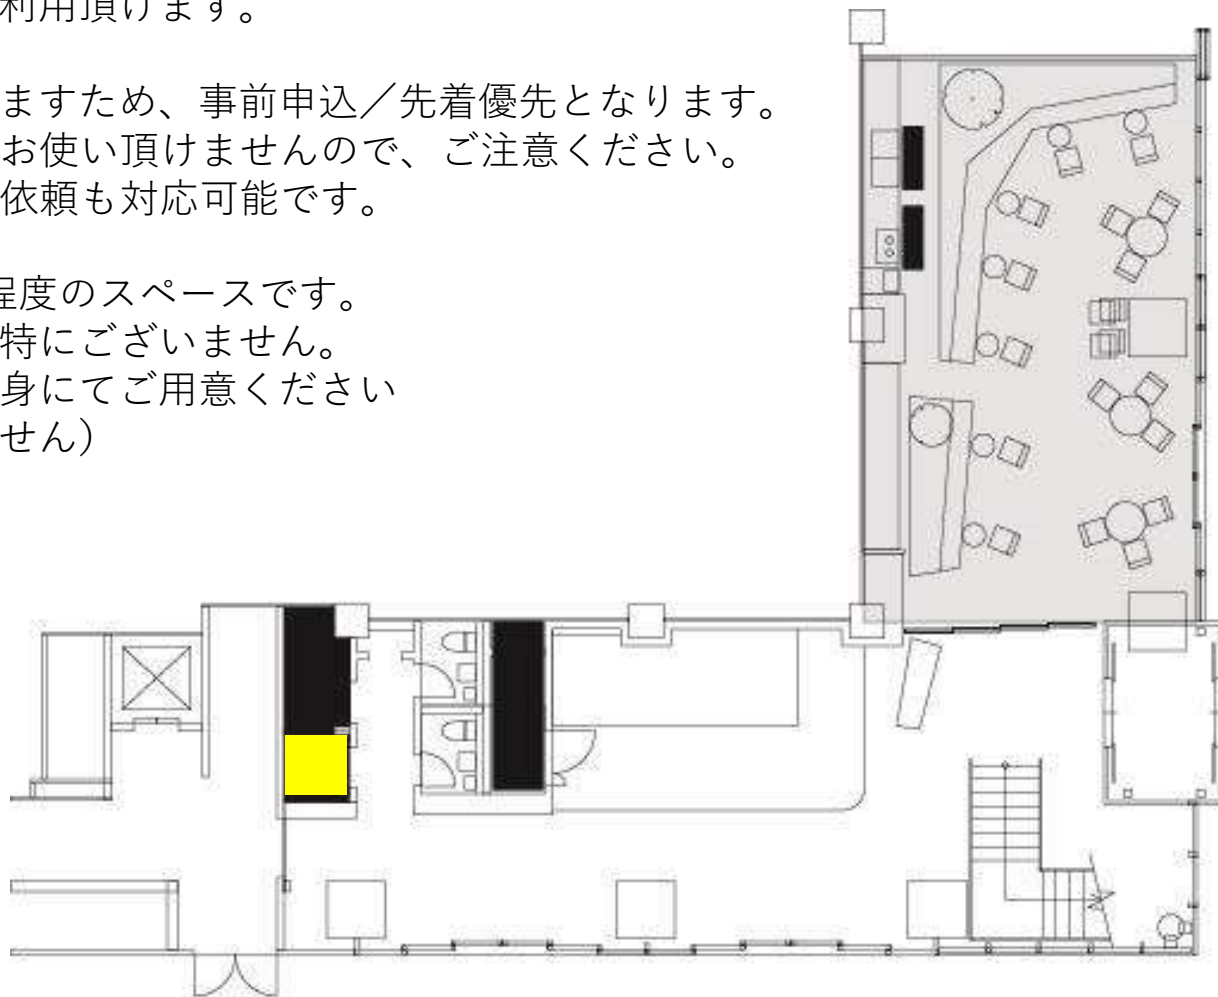 利用頂けます。
ますため、事前申込／先着優先となります。
お使い頂けませんので、ご注意ください。
依頼も対応可能です。
程度のスペースです。
特にございません。
身にてご用意ください
せん）